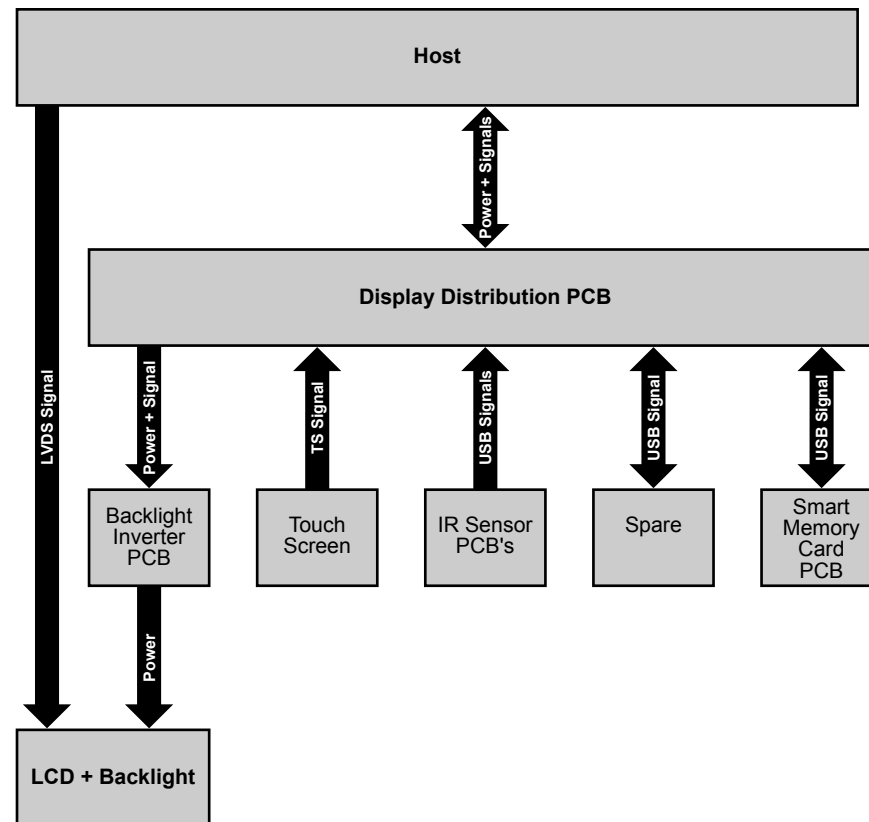 Host
Power + Signals
Display Distribution PCB
LVDS Signal
Power + Signal
TS Signal
USB Signals
USB Signal
USB Signal
Backlight
Inverter
PCB
Touch
Screen
IR Sensor
PCB's
Spare
Smart
Memory
Card
PCB
Power
LCD + Backlight